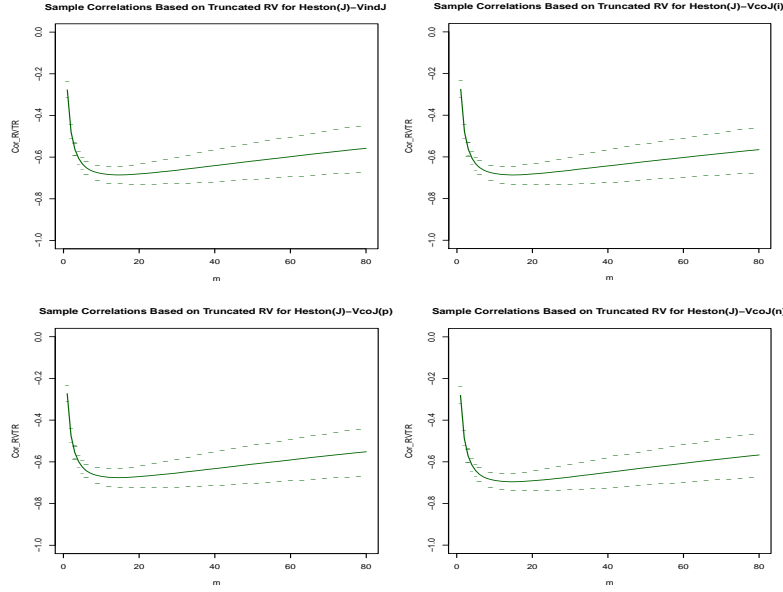 Sample Correlations Based on Truncated RV for Heston(J)−VindJ
Cor_RVTR
0.0
−0.2
−0.4
−0.6
−0.8
−1.0
0 20 40 60 80
m
Sample Correlations Based on Truncated RV for Heston(J)−VcoJ(i)
Cor_RVTR
0.0
−0.2
−0.4
−0.6
−0.8
−1.0
0 20 40 60 80
m
Sample Correlations Based on Truncated RV for Heston(J)−VcoJ(p)
Cor_RVTR
0.0
−0.2
−0.4
−0.6
−0.8
−1.0
0 20 40 60 80
m
Sample Correlations Based on Truncated RV for Heston(J)−VcoJ(n)
Cor_RVTR
0.0
−0.2
−0.4
−0.6
−0.8
−1.0
0 20 40 60 80
m